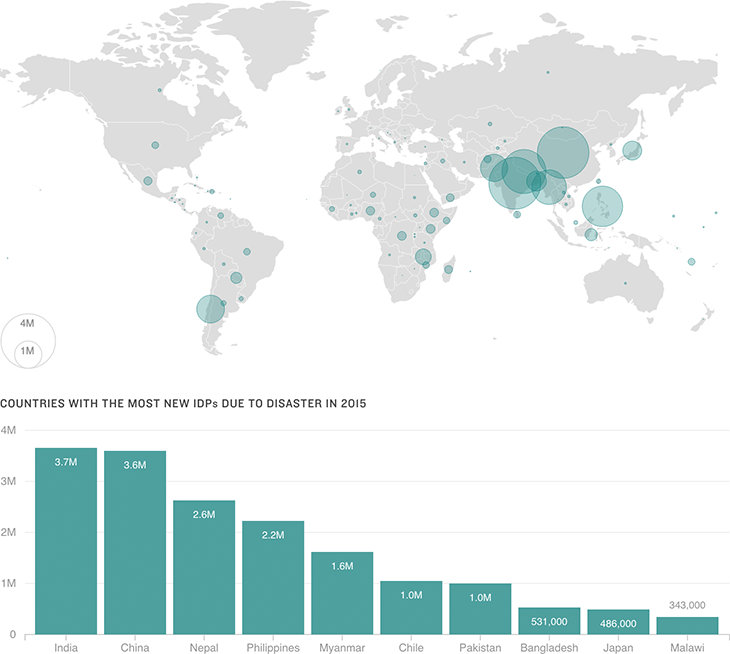 4M
1M
COUNTRIES WITH THE MOST NEW IDPs DUE TO DISASTER IN 2015
4M
3M
2M
1M
0
3.7M
3.6M
2.6M
2.2M
1.6M
1.0M
1.0M
531,000
486,000
343,000
India China Nepal Philippines Myanmar Chile Pakistan Bangladesh Japan Malawi